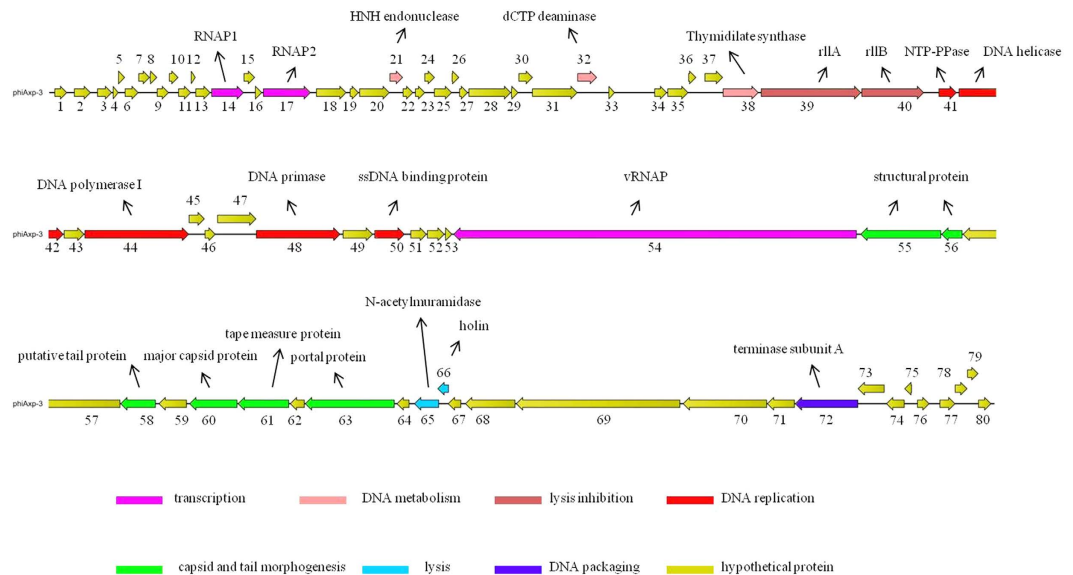 HNH endonuclease dCTP deaminase
RNAP1 RNAP2 Thymidilate synthase rIIA rIIB NTP-PPase DNA helicase
5 7 8 10 12 15 21 24 26 30 32 36 37
phiAxp-3
1 2 3 4 6 9 11 13 14 16 17 18 19 20 22 23 25 27 28 29 31 33 34 35 38 39 40 41
DNA polymerase I DNA primase ssDNA binding protein vRNAP structural protein
45 47
phiAxp-3
42 43 44 46 48 49 50 51 52 53 54 55 56
N-acetylmuramidase
holin
putative tail protein major capsid protein tape measure protein portal protein terminase subunit A
66 73 75 78 79
phiAxp-3
57 58 59 60 61 62 63 64 65 67 68 69 70 71 72 74 76 77 80
transcription DNA metabolism lysis inhibition DNA replication
capsid and tail morphogenesis lysis DNA packaging hypothetical protein